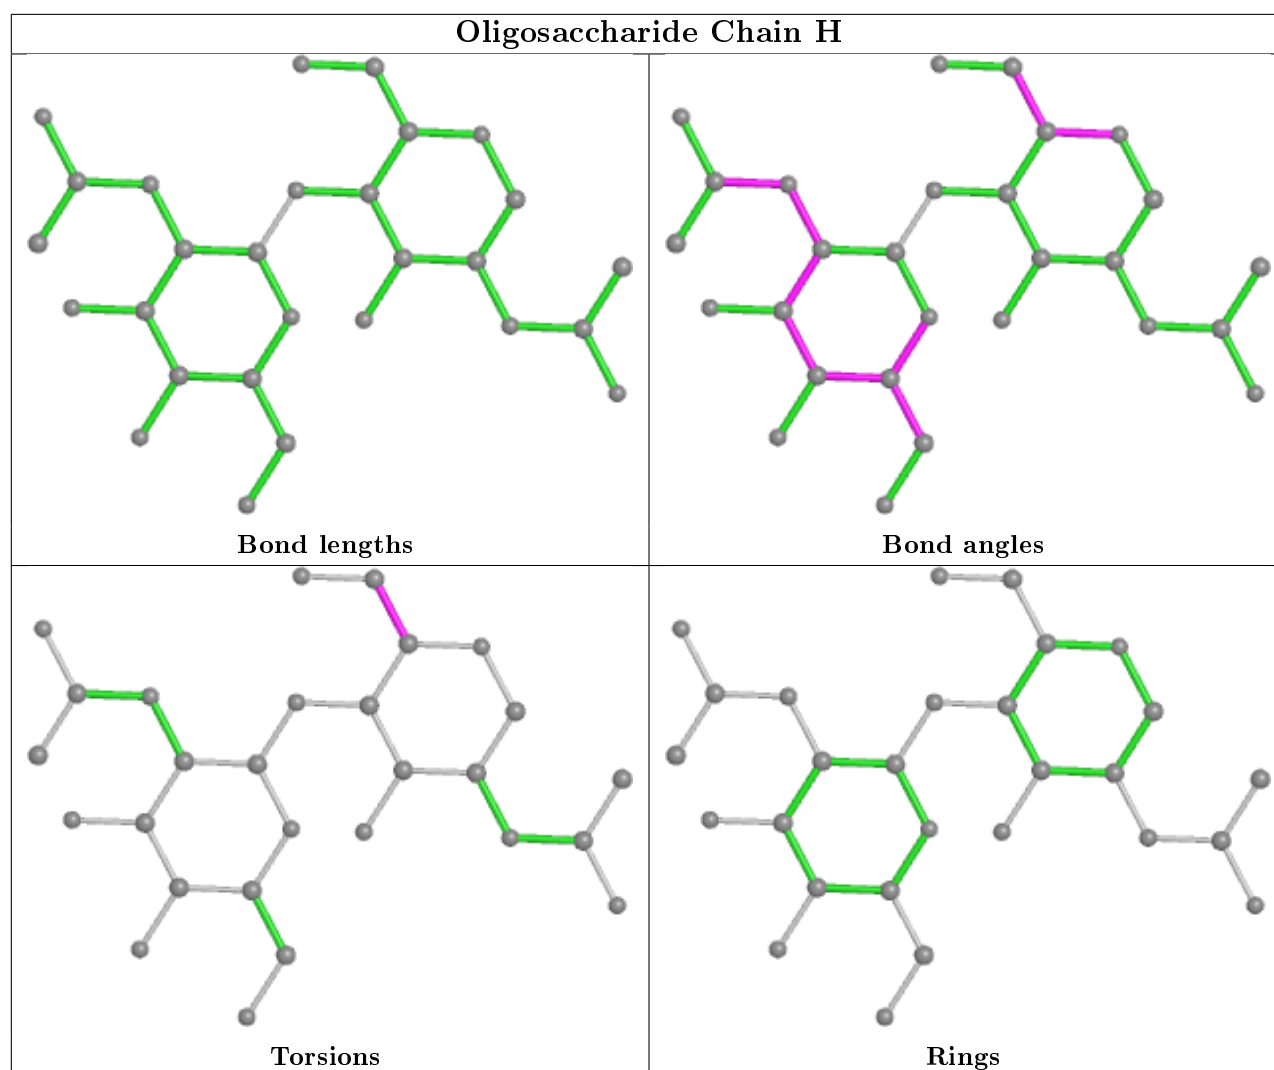 Oligosaccharide Chain H
Bond lengths
Bond angles
Torsions
Rings